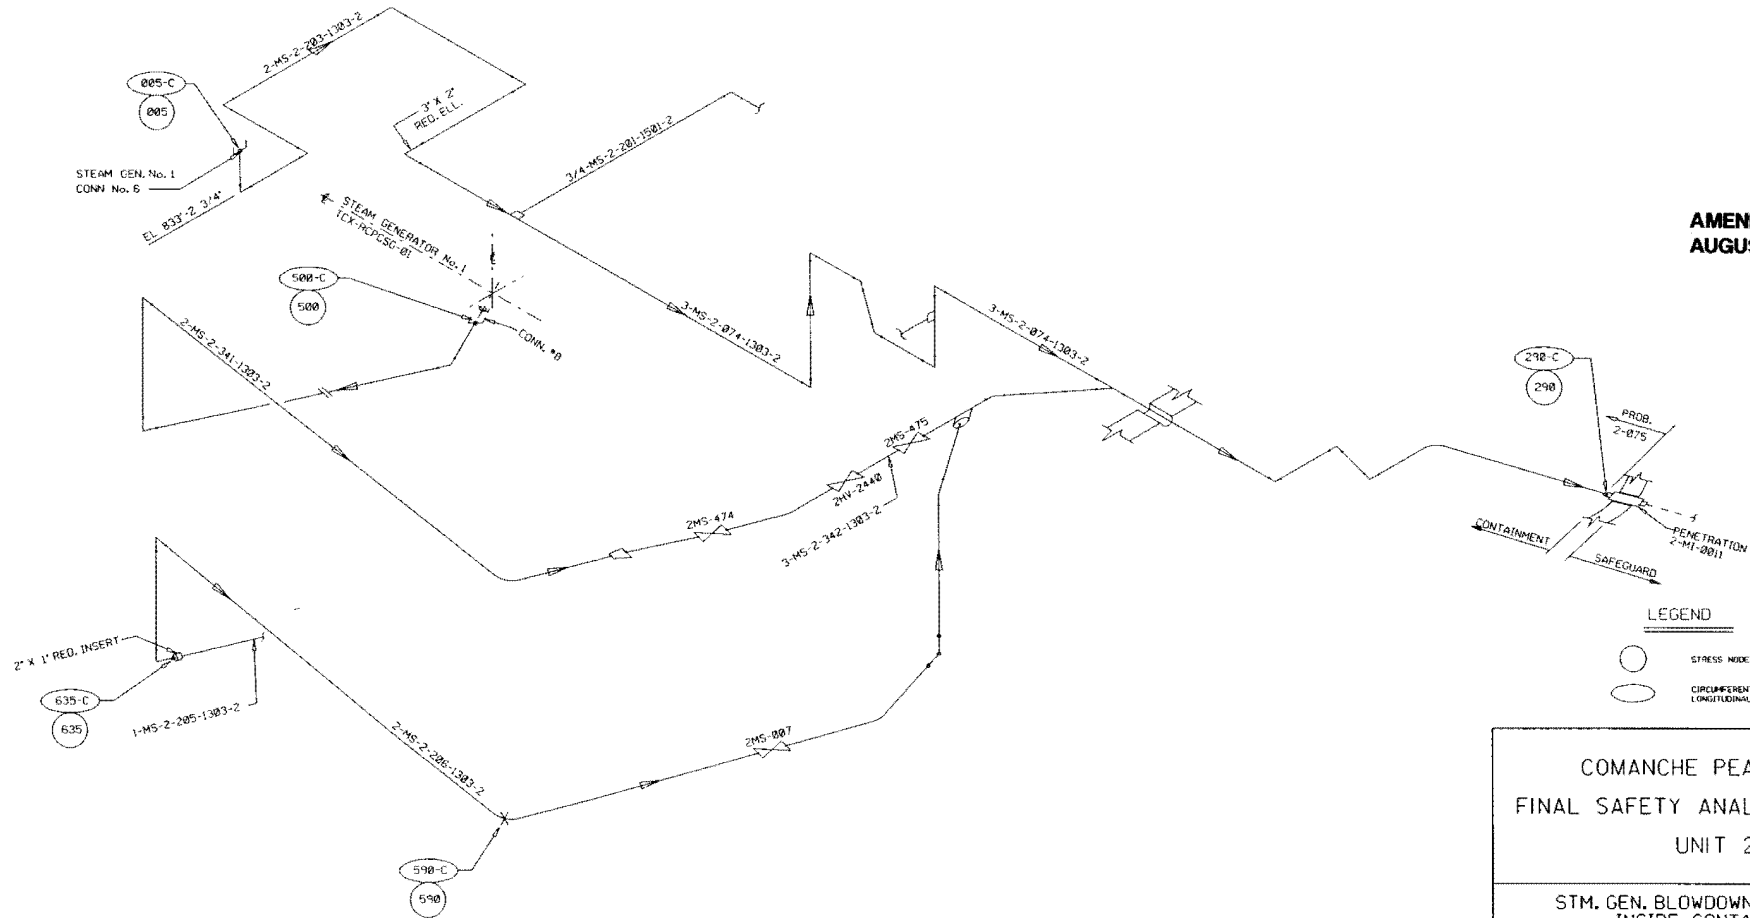 2-MS-2-203-1303-2
005-C
005
3" X 2"
RED. ELL.
3/4-MS-2-201-1501-2
STEAM GEN. No. 1
CONN No. 6
EL 833'-2 3/4"
STEAM GENERATOR No. 1
TCX-RCPCSG-01
AMEN
AUGUS
500-C
500
CONN. #8
2-MS-2-341-1303-2
3-MS-2-074-1303-2
3-MS-2-074-1303-2
290-C
290
PROB.
2-075
2MS-475
2HV-2440
2MS-474
3-MS-2-342-1303-2
CONTAINMENT
PENETRATION
2-MI-0011
SAFEGUARD
LEGEND
STRESS NODE
CIRCUMFERENT
LONGITUDINAL
2" X 1" RED. INSERT
635-C
635
1-MS-2-205-1303-2
2-MS-2-206-1303-2
2MS-007
590-C
590
COMANCHE PEA
FINAL SAFETY ANAL
UNIT 2
STM. GEN. BLOWDOWN